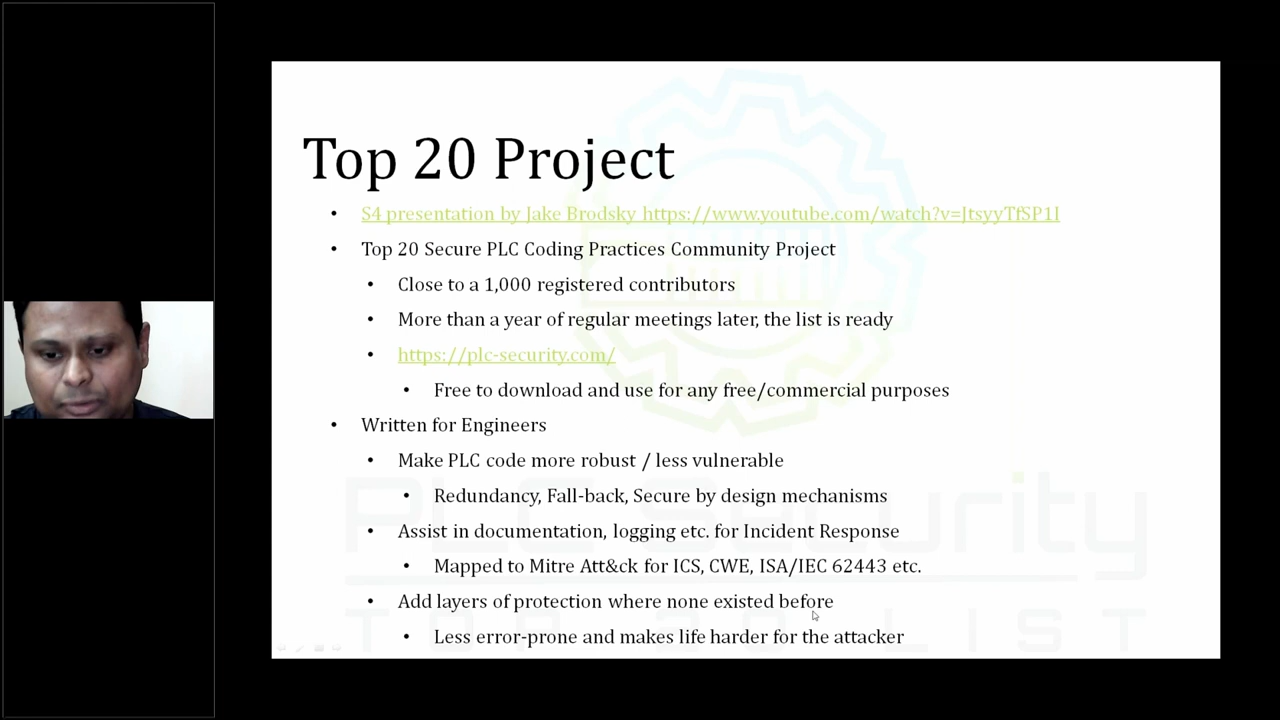 Top 20 Project
• S4 presentation by Jake Brodsky https://www.youtube.com/watch?v=JtsyyTfSP1I
• Top 20 Secure PLC Coding Practices Community Project
• Close to a 1,000 registered contributors
• More than a year of regular meetings later, the list is ready
• https://plc-security.com/
• Free to download and use for any free/commercial purposes
• Written for Engineers
• Make PLC code more robust / less vulnerable
• Redundancy, Fall-back, Secure by design mechanisms
• Assist in documentation, logging etc. for Incident Response
• Mapped to Mitre Att&ck for ICS, CWE, ISA/IEC 62443 etc.
• Add layers of protection where none existed before
• Less error-prone and makes life harder for the attacker
PLC Security
TOP 20 LIST